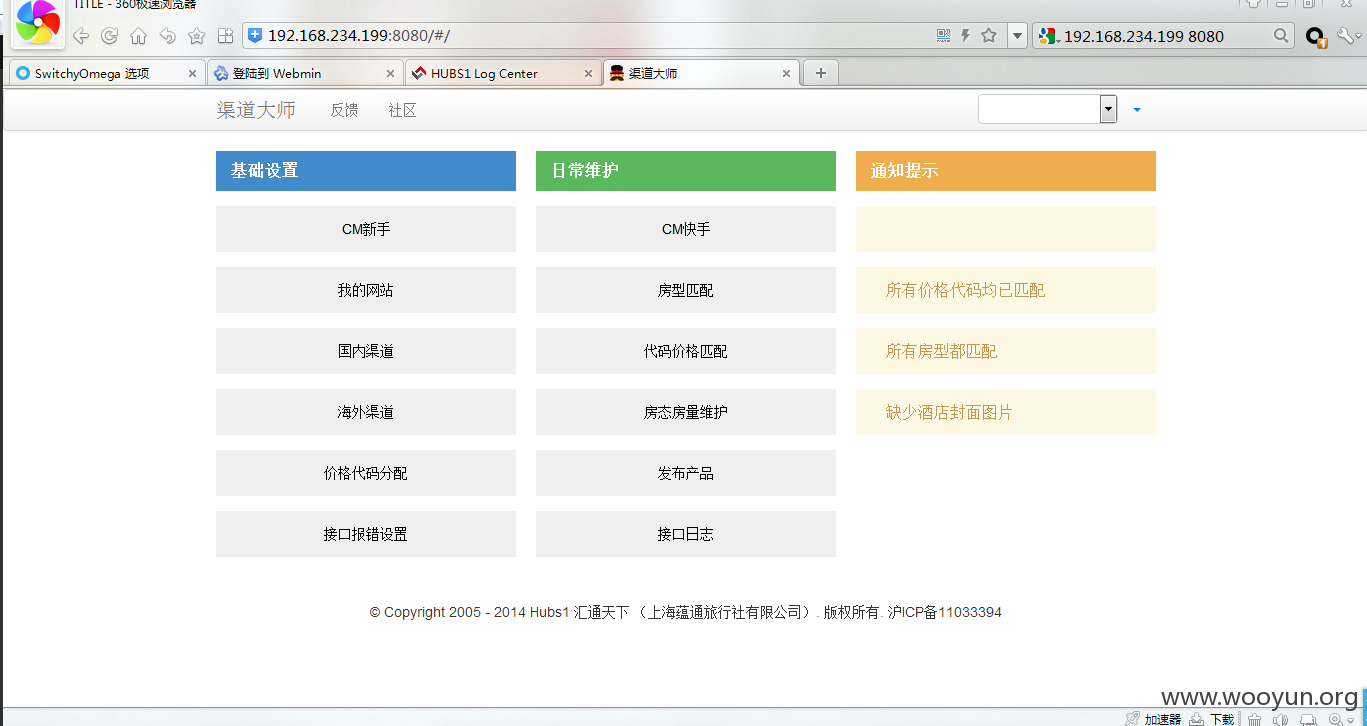 TITLE - 360极速浏览器
192.168.234.199:8080/#/
192.168.234.199 8080
SwitchyOmega 选项
登陆到 Webmin
HUBS1 Log Center
渠道大师
渠道大师 反馈 社区
基础设置 日常维护 通知提示
CM新手 CM快手
我的网站 房型匹配 所有价格代码均已匹配
国内渠道 代码价格匹配 所有房型都匹配
海外渠道 房态房量维护 缺少酒店封面图片
价格代码分配 发布产品
接口报错设置 接口日志
© Copyright 2005 - 2014 Hubs1 汇通天下 （上海蕴通旅行社有限公司）. 版权所有. 沪ICP备11033394
www.wooyun.org
加速器 下载